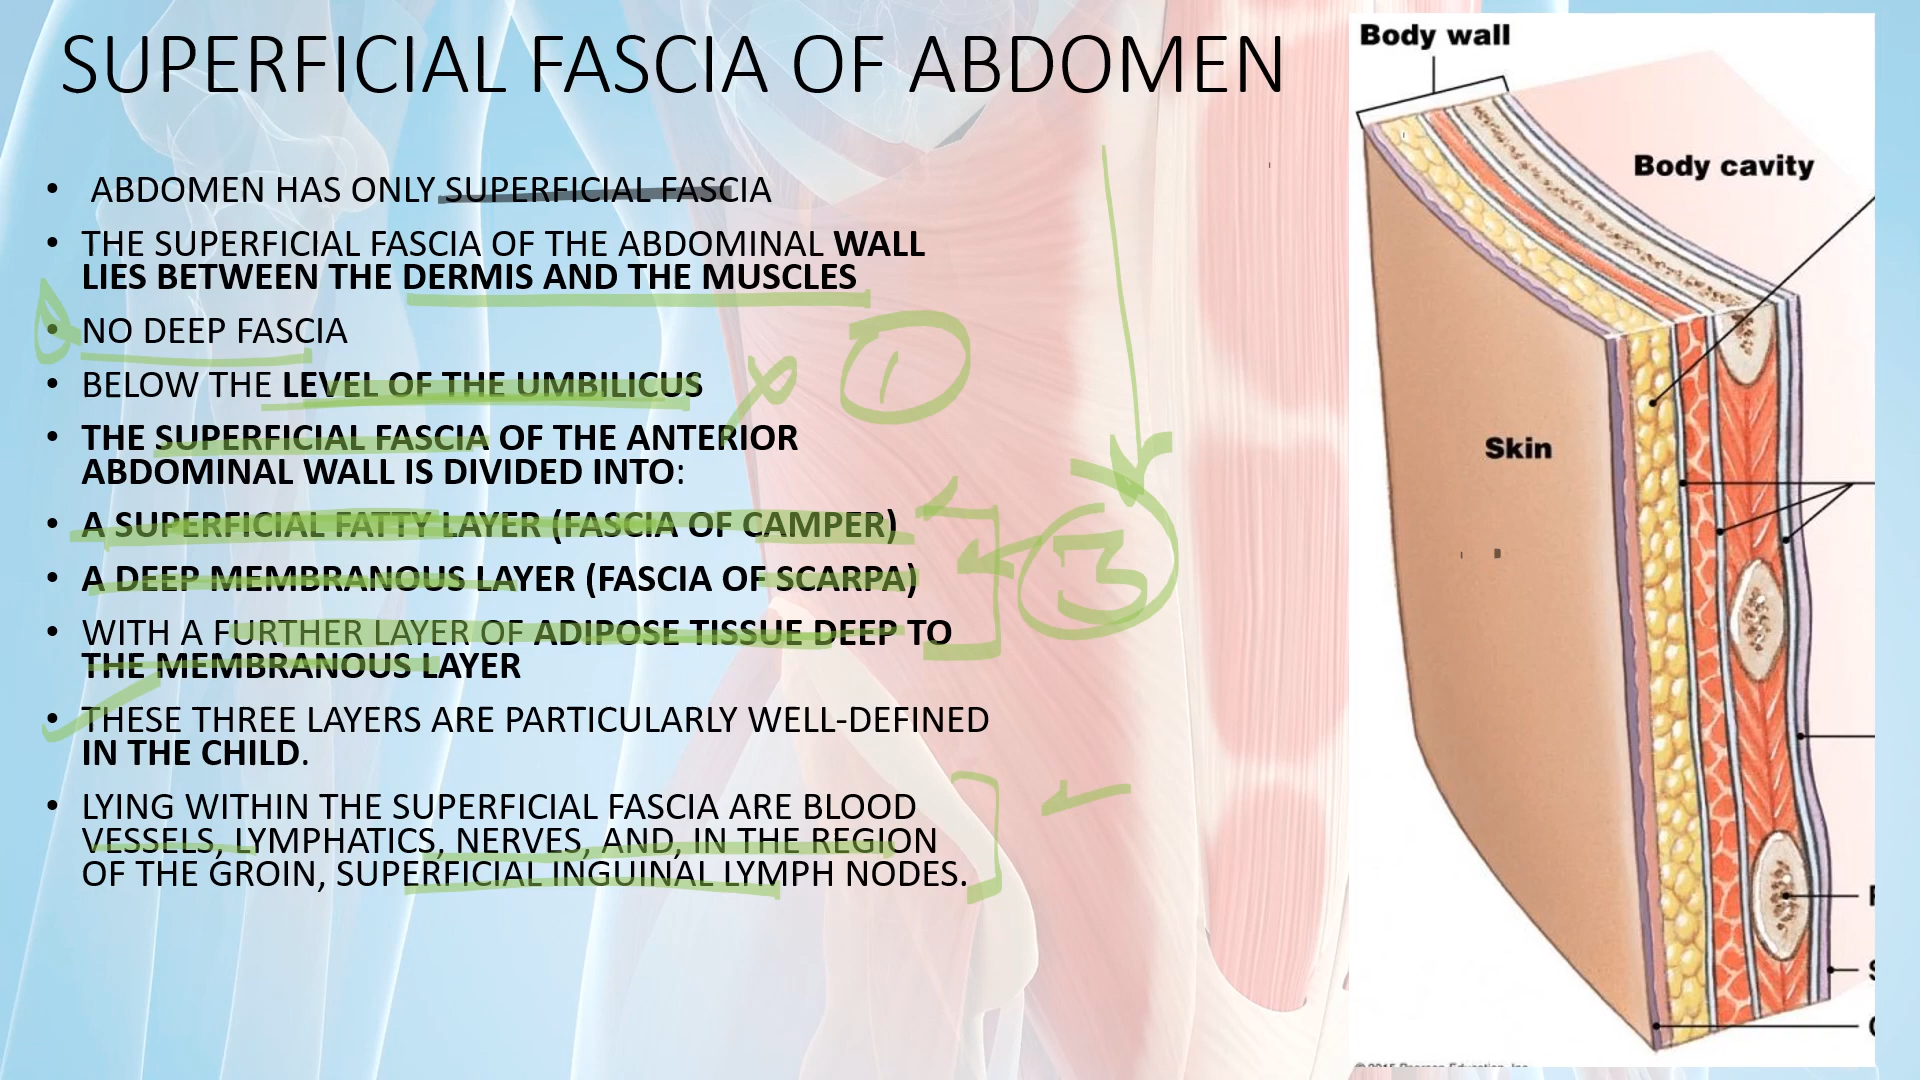 SUPERFICIAL FASCIA OF ABDOMEN
• ABDOMEN HAS ONLY SUPERFICIAL FASCIA
• THE SUPERFICIAL FASCIA OF THE ABDOMINAL WALL
LIES BETWEEN THE DERMIS AND THE MUSCLES
• NO DEEP FASCIA
• BELOW THE LEVEL OF THE UMBILICUS
• THE SUPERFICIAL FASCIA OF THE ANTERIOR
ABDOMINAL WALL IS DIVIDED INTO:
• A SUPERFICIAL FATTY LAYER (FASCIA OF CAMPER)
• A DEEP MEMBRANOUS LAYER (FASCIA OF SCARPA)
• WITH A FURTHER LAYER OF ADIPOSE TISSUE DEEP TO
THE MEMBRANOUS LAYER
• THESE THREE LAYERS ARE PARTICULARLY WELL-DEFINED
IN THE CHILD.
• LYING WITHIN THE SUPERFICIAL FASCIA ARE BLOOD
VESSELS, LYMPHATICS, NERVES, AND, IN THE REGION
OF THE GROIN, SUPERFICIAL INGUINAL LYMPH NODES.
1
3
Body wall
Body cavity
Skin